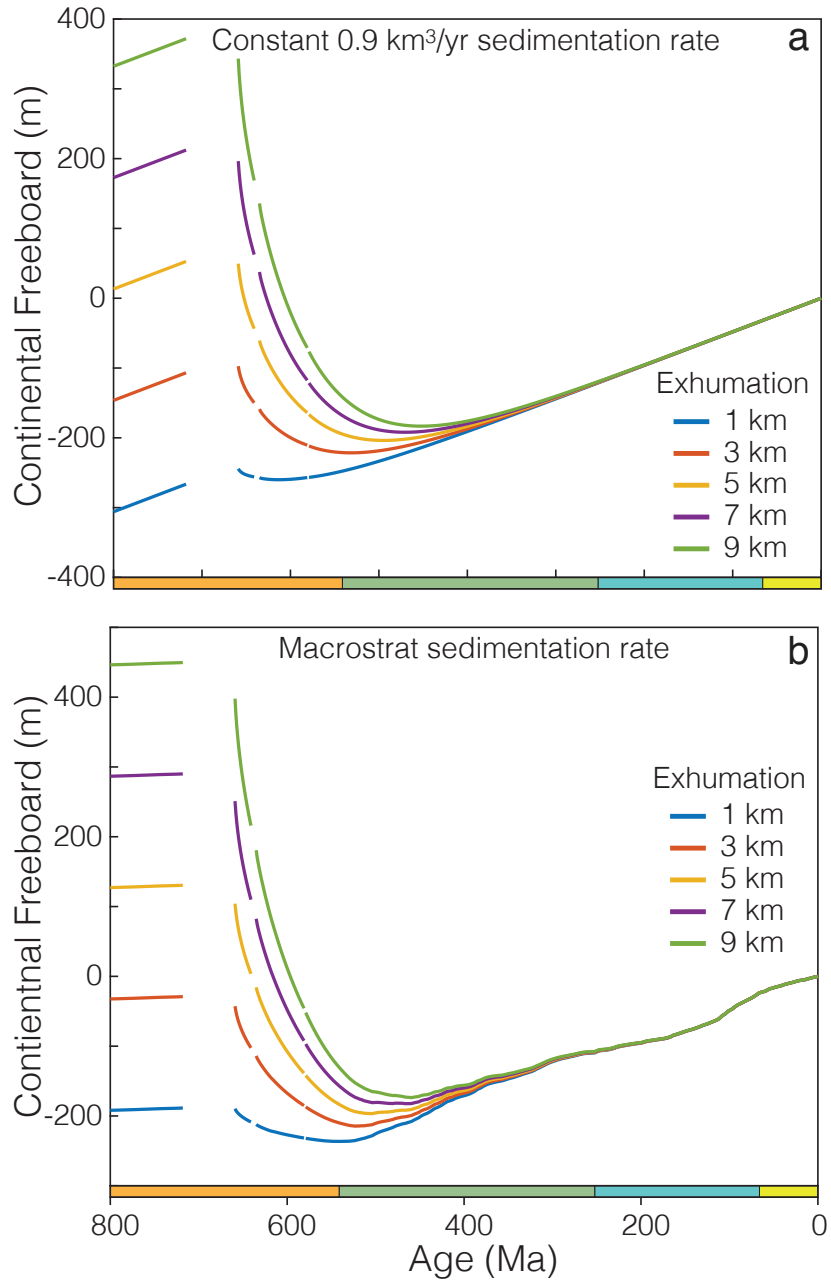 Constant 0.9 km³/yr sedimentation rate
a
Continental Freeboard (m)
400
200
0
-200
-400
Exhumation
1 km
3 km
5 km
7 km
9 km
Macrostrat sedimentation rate
b
Contientnal Freeboard (m)
400
200
0
-200
Exhumation
1 km
3 km
5 km
7 km
9 km
800
600
400
200
0
Age (Ma)